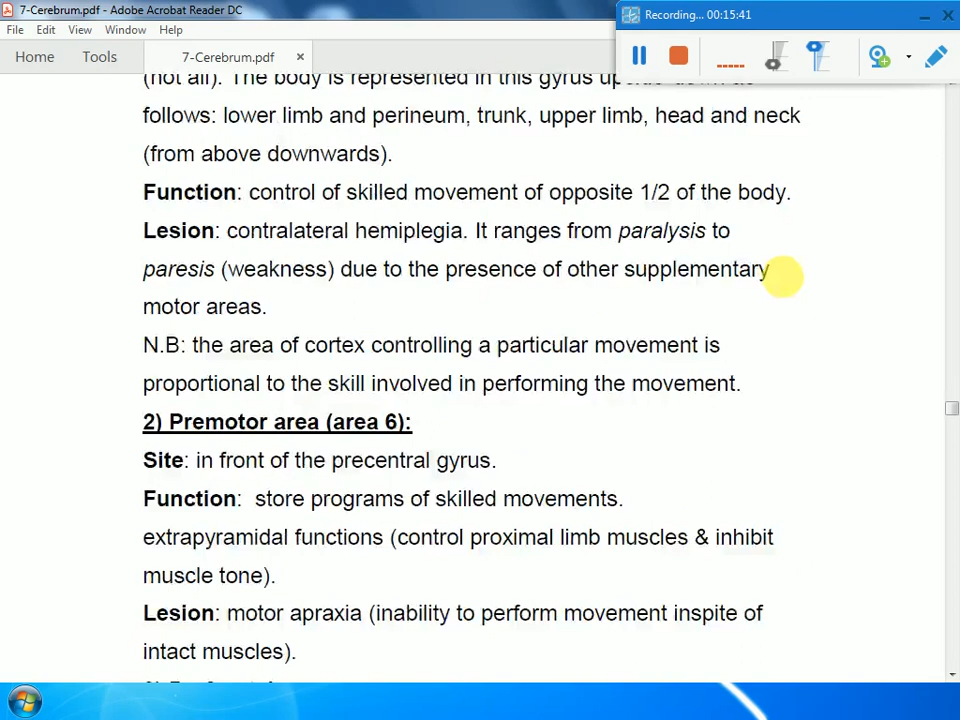 7-Cerebrum.pdf - Adobe Acrobat Reader DC
Recording... 00:15:41
File Edit View Window Help
Home Tools 7-Cerebrum.pdf ×
(not all). The body is represented in this gyrus upside down as
follows: lower limb and perineum, trunk, upper limb, head and neck
(from above downwards).
Function: control of skilled movement of opposite 1/2 of the body.
Lesion: contralateral hemiplegia. It ranges from paralysis to
paresis (weakness) due to the presence of other supplementary
motor areas.
N.B: the area of cortex controlling a particular movement is
proportional to the skill involved in performing the movement.
2) Premotor area (area 6):
Site: in front of the precentral gyrus.
Function: store programs of skilled movements.
extrapyramidal functions (control proximal limb muscles & inhibit
muscle tone).
Lesion: motor apraxia (inability to perform movement inspite of
intact muscles).